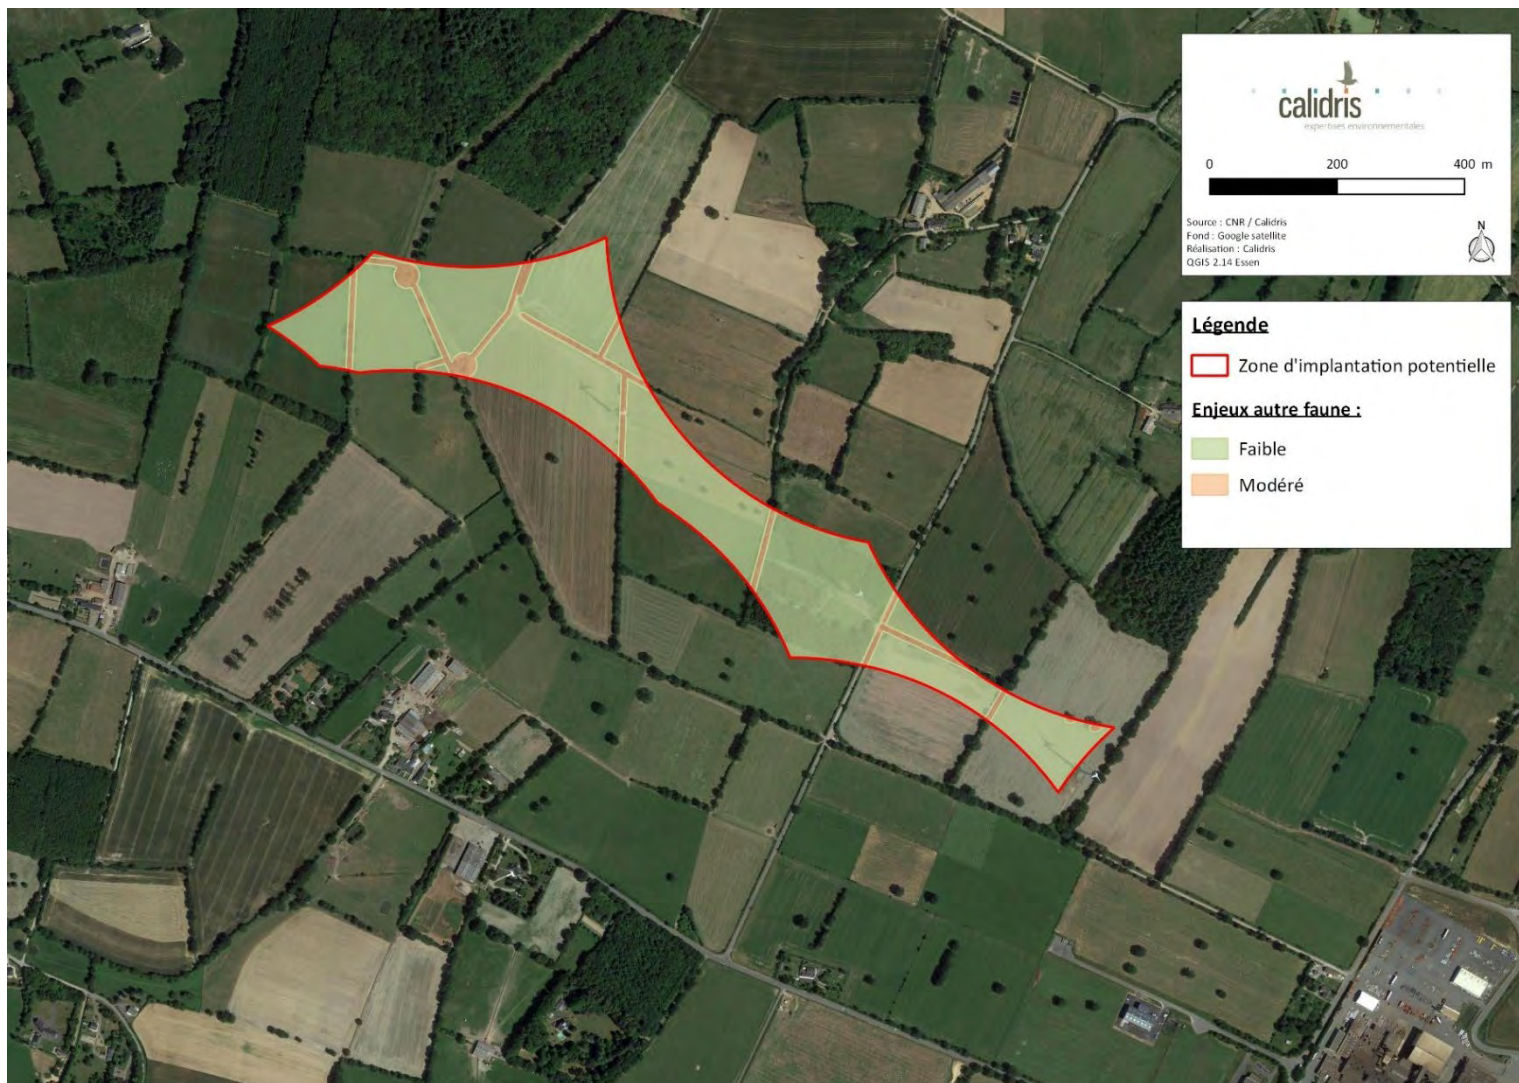 calidris
expertises environnementales
0 200 400 m
Source : CNR / Calidris
Fond : Google satellite
Réalisation : Calidris
QGIS 2.14 Essen
N
Légende
Zone d'implantation potentielle
Enjeux autre faune :
Faible
Modéré